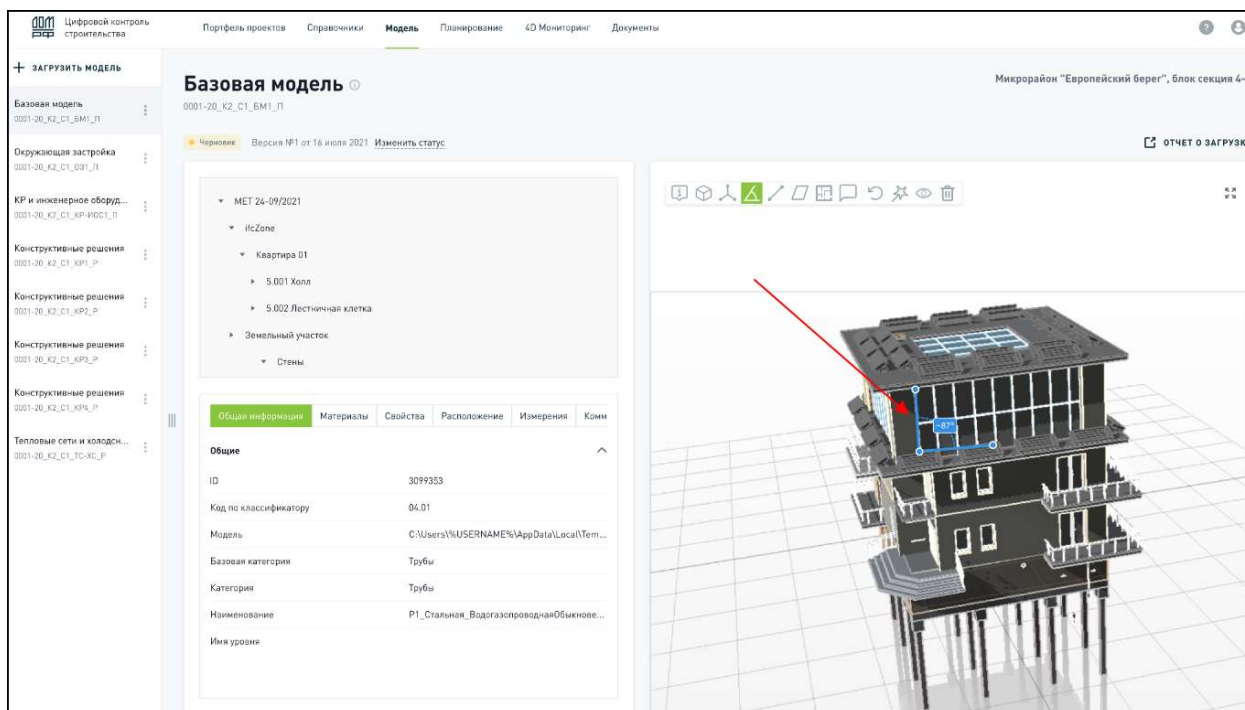 ДОМ РФ
Цифровой контроль строительства
Портфель проектов Справочники Модель Планирование 4D Мониторинг Документы
ЗАГРУЗИТЬ МОДЕЛЬ
Базовая модель
0001-20_К2_С1_БМ1_П
Окружающая застройка
0001-20_К2_С1_ОЗ1_П
КР и инженерное оборуд...
0001-20_К2_С1_КР-ИОС1_П
Конструктивные решения
0001-20_К2_С1_КР1_Р
Конструктивные решения
0001-20_К2_С1_КР2_Р
Конструктивные решения
0001-20_К2_С1_КР3_Р
Конструктивные решения
0001-20_К2_С1_КР4_Р
Тепловые сети и холодсн...
0001-20_К2_С1_ТС-ХС_Р
Базовая модель
0001-20_К2_С1_БМ1_П
Микрорайон "Европейский берег", блок секция 4-
Черновик Версия №1 от 16 июля 2021 Изменить статус
ОТЧЕТ О ЗАГРУЗК
МЕТ 24-09/2021
ifcZone
Квартира 01
5.001 Холл
5.002 Лестничная клетка
Земельный участок
Стены
Общая информация Материалы Свойства Расположение Измерения Комм
Общие
ID 3099353
Код по классификатору 04.01
Модель C:\Users\%USERNAME%\AppData\Local\Tem...
Базовая категория Трубы
Категория Трубы
Наименование P1_Стальная_ВодогазопроводнаяОбыкнове...
Имя уровня
~87°